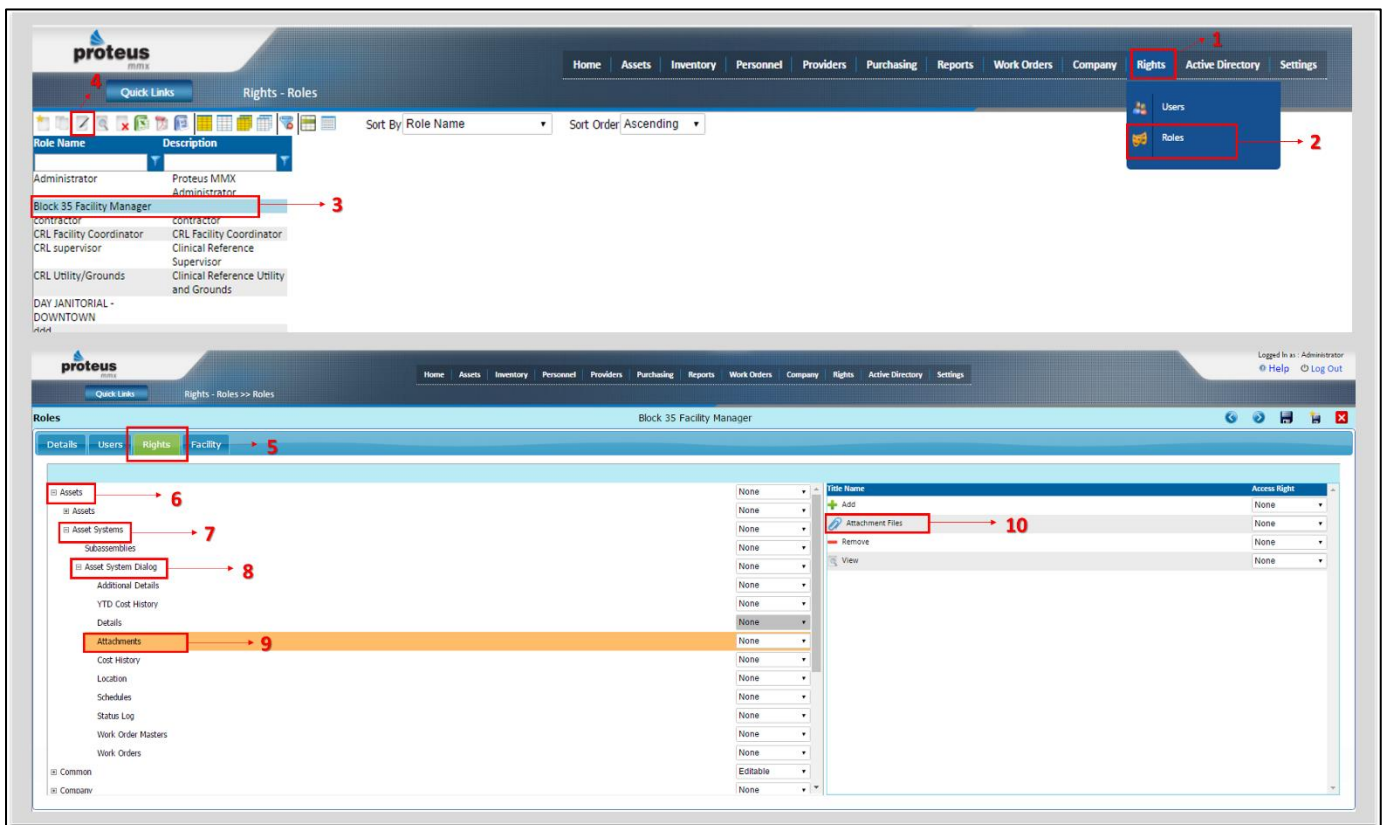 proteus
mmx
1
Home Assets Inventory Personnel Providers Purchasing Reports Work Orders Company Rights Active Directory Settings
4
Quick Links Rights - Roles
Users
Roles
2
Sort By Role Name Sort Order Ascending
Role Name Description
Administrator Proteus MMX
Administrator
Block 35 Facility Manager
3
contractor contractor
CRL Facility Coordinator CRL Facility Coordinator
CRL supervisor Clinical Reference
Supervisor
CRL Utility/Grounds Clinical Reference Utility
and Grounds
DAY JANITORIAL -
DOWNTOWN
ddd
proteus
mmx
Logged In as : Administrator
Help Log Out
Home Assets Inventory Personnel Providers Purchasing Reports Work Orders Company Rights Active Directory Settings
Quick Links Rights - Roles >> Roles
Roles Block 35 Facility Manager
Details Users Rights Facility 5
Assets 6 None
Assets None
Asset Systems 7 None
Subassemblies None
Asset System Dialog 8 None
Additional Details None
YTD Cost History None
Details None
Attachments 9 None
Cost History None
Location None
Schedules None
Status Log None
Work Order Masters None
Work Orders None
Common Editable
Company None
Title Name Access Right
Add None
Attachment Files 10 None
Remove None
View None